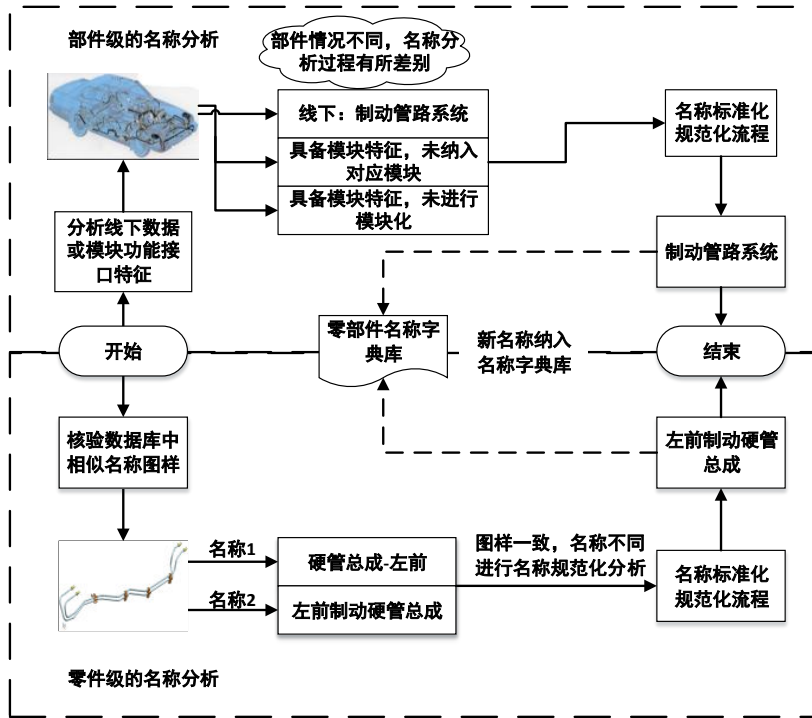 部件级的名称分析
部件情况不同，名称分
析过程有所差别
线下：制动管路系统
具备模块特征，未纳入
对应模块
具备模块特征，未进行
模块化
名称标准化
规范化流程
分析线下数据
或模块功能接
口特征
制动管路系统
开始
零部件名称字
典库
新名称纳入
名称字典库
结束
核验数据库中
相似名称图样
左前制动硬管
总成
名称1
硬管总成-左前
名称2
左前制动硬管总成
图样一致，名称不同
进行名称规范化分析
名称标准化
规范化流程
零件级的名称分析